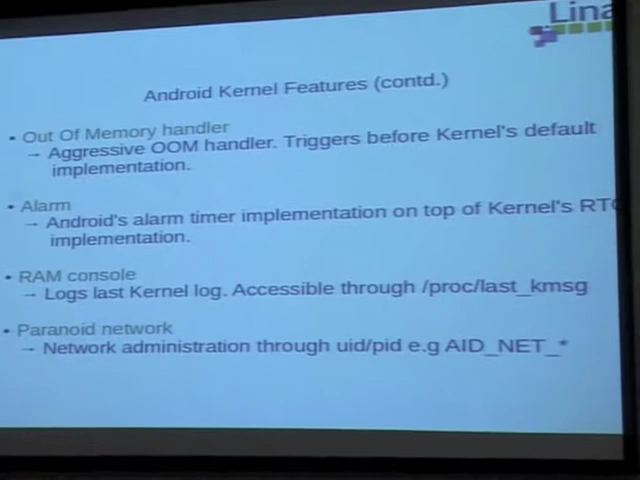 Lina
Android Kernel Features (contd.)
• Out Of Memory handler
→ Aggressive OOM handler. Triggers before Kernel's default
implementation.
• Alarm
→ Android's alarm timer implementation on top of Kernel's RTC
implementation.
• RAM console
→ Logs last Kernel log. Accessible through /proc/last_kmsg
• Paranoid network
→ Network administration through uid/pid e.g AID_NET_*